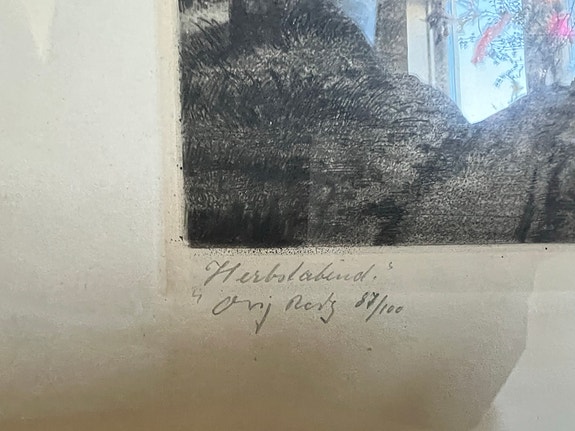 "Herbstabend."
Orig Radg 87/100